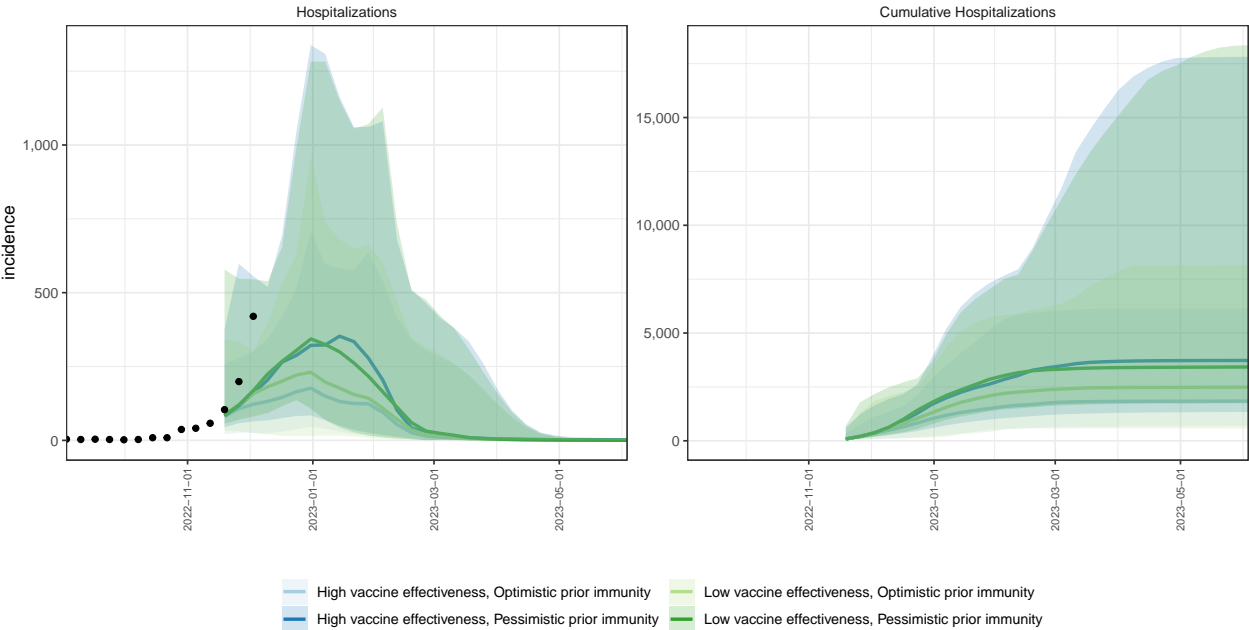 Hospitalizations
Cumulative Hospitalizations
incidence
1,000
500
0
15,000
10,000
5,000
0
2022−11−01
2023−01−01
2023−03−01
2023−05−01
2022−11−01
2023−01−01
2023−03−01
2023−05−01
High vaccine effectiveness, Optimistic prior immunity
Low vaccine effectiveness, Optimistic prior immunity
High vaccine effectiveness, Pessimistic prior immunity
Low vaccine effectiveness, Pessimistic prior immunity